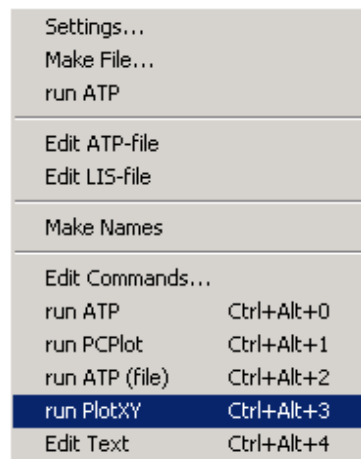 Settings...
Make File...
run ATP
Edit ATP-file
Edit LIS-file
Make Names
Edit Commands...
run ATP Ctrl+Alt+0
run PCPlot Ctrl+Alt+1
run ATP (file) Ctrl+Alt+2
run PlotXY Ctrl+Alt+3
Edit Text Ctrl+Alt+4